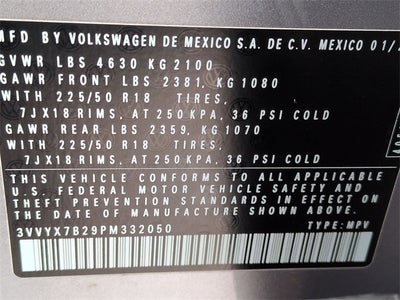 MFD BY VOLKSWAGEN DE MEXICO S.A. DE C.V. MEXICO 01/
GVWR LBS 4630 KG 2100
GAWR FRONT LBS 2381, KG 1080
WITH 225/50 R18 TIRES,
7JX18 RIMS, AT 250KPA, 36 PSI COLD
GAWR REAR LBS 2359, KG 1070
WITH 225/50 R18 TIRES,
7JX18 RIMS, AT 250 KPA, 36 PSI COLD
THIS VEHICLE CONFORMS TO ALL APPLICABLE
U.S. FEDERAL MOTOR VEHICLE SAFETY AND
THEFT PREVENTION STANDARDS IN EFFECT ON
THE DATE OF MANUFACTURE SHOWN ABOVE.
3VVYX7B29PM332050 TYPE: MPV